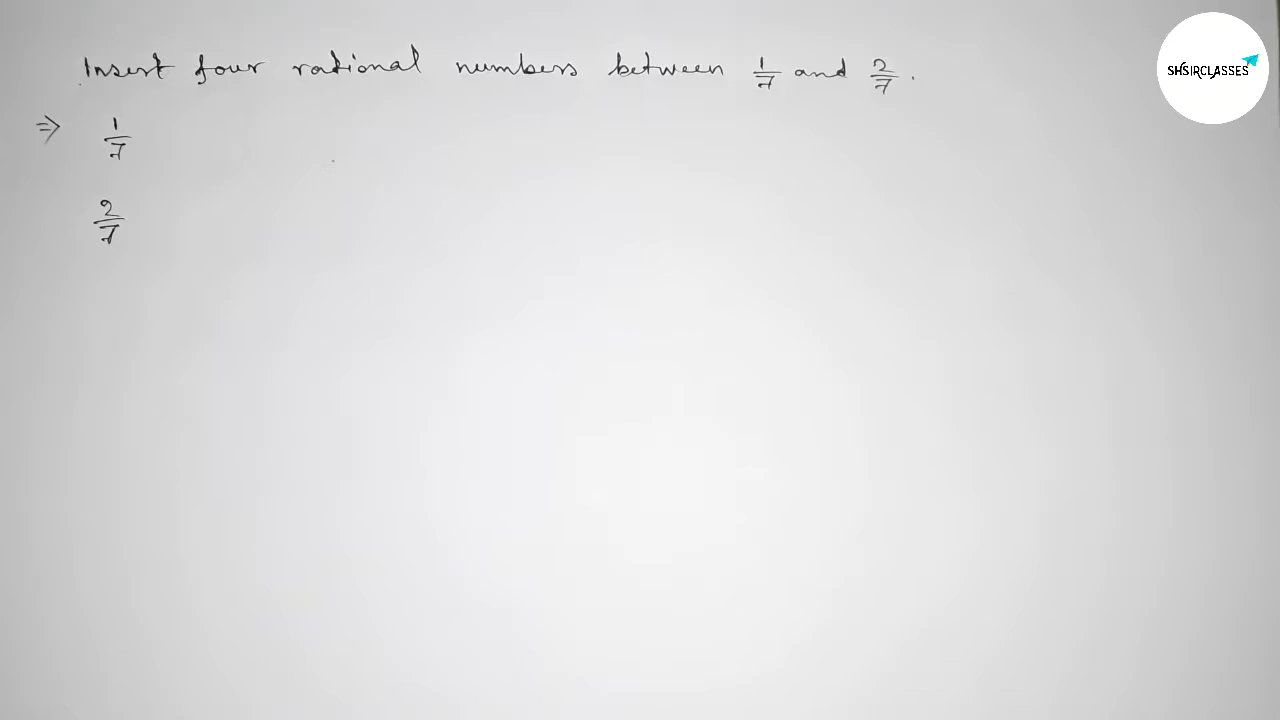 Insert four rational numbers between 1/7 and 2/7.
SHSIRCLASSES
⇒ 1/7
2/7